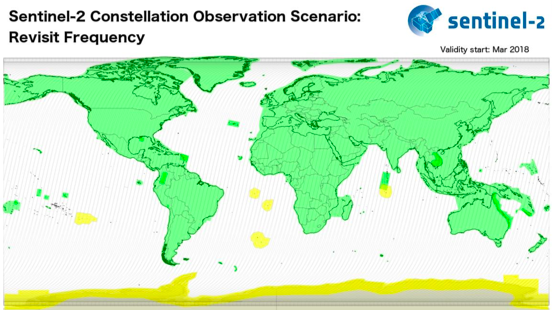 Sentinel-2 Constellation Observation Scenario:
Revisit Frequency
sentinel-2
Validity start: Mar 2018